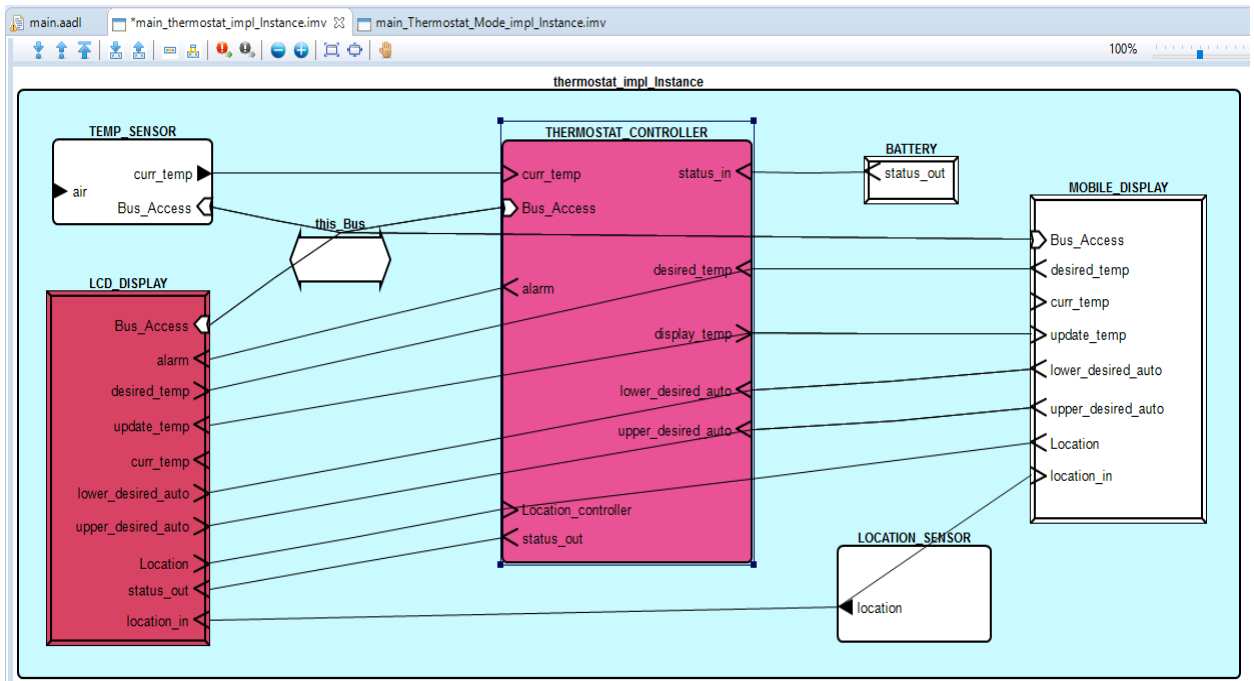 main.aadl
*main_thermostat_impl_Instance.imv
main_Thermostat_Mode_impl_Instance.imv
100%
thermostat_impl_Instance
TEMP_SENSOR
curr_temp
air
Bus_Access
this_Bus
LCD_DISPLAY
Bus_Access
alarm
desired_temp
update_temp
curr_temp
lower_desired_auto
upper_desired_auto
Location
status_out
location_in
THERMOSTAT_CONTROLLER
curr_temp
status_in
Bus_Access
desired_temp
alarm
display_temp
lower_desired_auto
upper_desired_auto
Location_controller
status_out
BATTERY
status_out
MOBILE_DISPLAY
Bus_Access
desired_temp
curr_temp
update_temp
lower_desired_auto
upper_desired_auto
Location
location_in
LOCATION_SENSOR
location